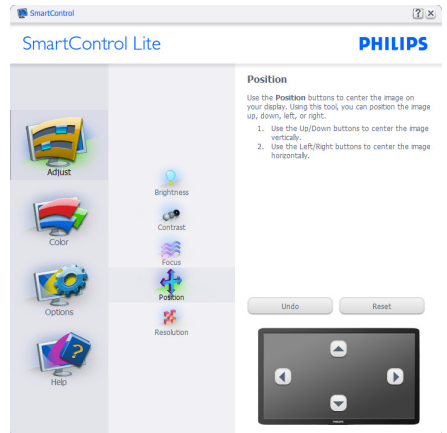 SmartControl
SmartControl Lite
PHILIPS
Adjust
Color
Options
Help
Brightness
Contrast
Focus
Position
Resolution
Position
Use the Position buttons to center the image on
your display. Using this tool, you can position the image
up, down, left, or right.
1. Use the Up/Down buttons to center the image
vertically.
2. Use the Left/Right buttons to center the image
horizontally.
Undo
Reset
PHILIPS